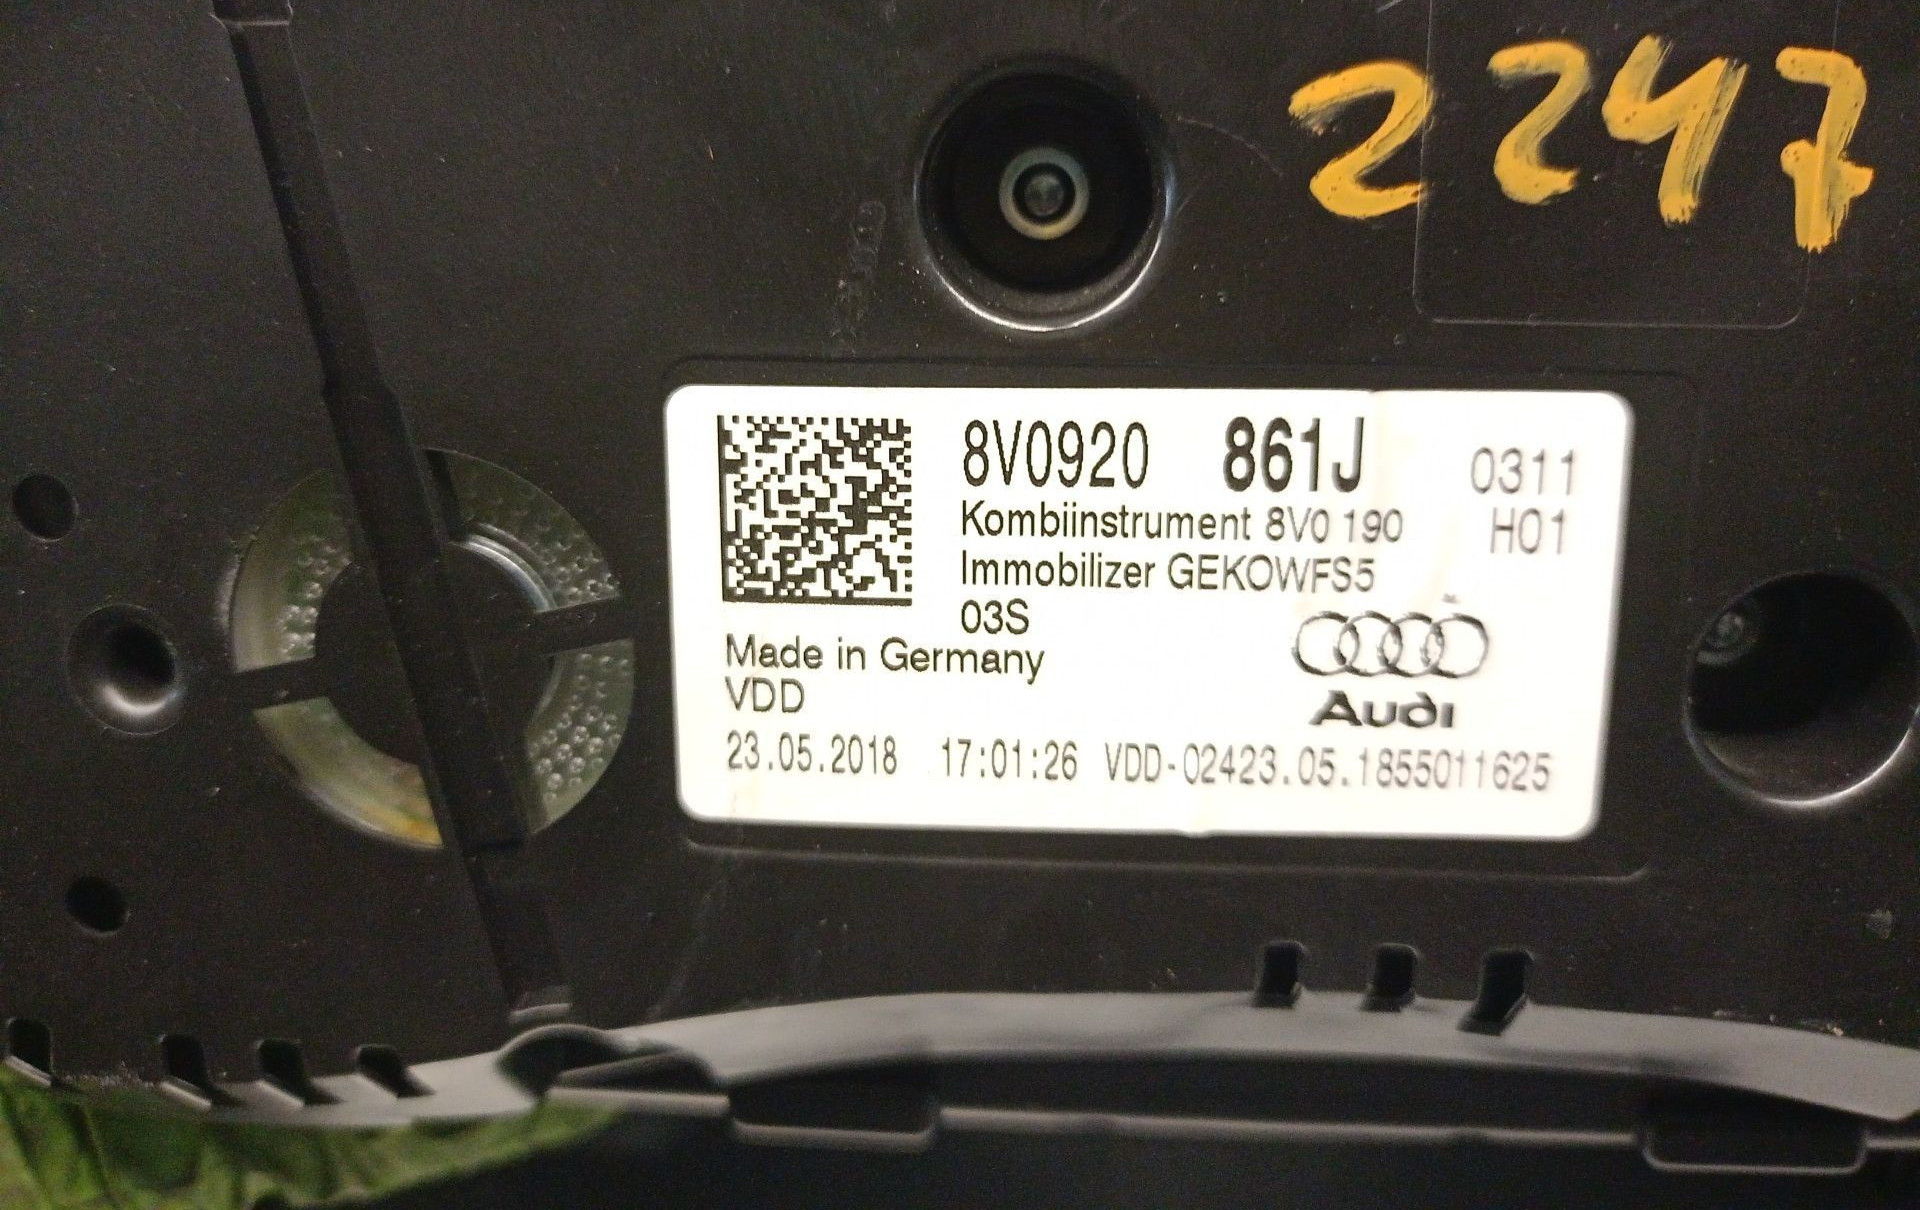 2247
8V0920 861J 0311
Kombiinstrument 8V0 190 H01
Immobilizer GEKOWFS5
03S
Made in Germany
VDD
Audi
23.05.2018 17:01:26 VDD-02423.05.1855011625